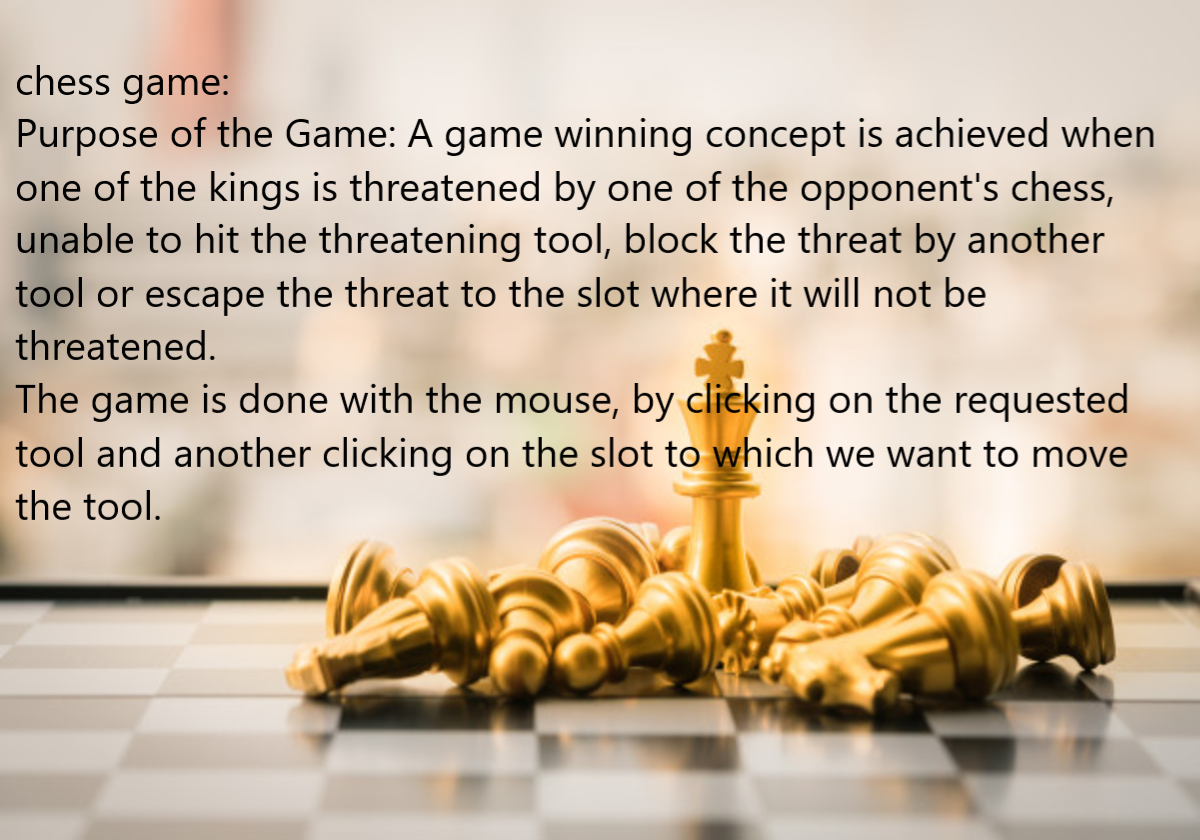 chess game:
Purpose of the Game: A game winning concept is achieved when
one of the kings is threatened by one of the opponent's chess,
unable to hit the threatening tool, block the threat by another
tool or escape the threat to the slot where it will not be
threatened.
The game is done with the mouse, by clicking on the requested
tool and another clicking on the slot to which we want to move
the tool.